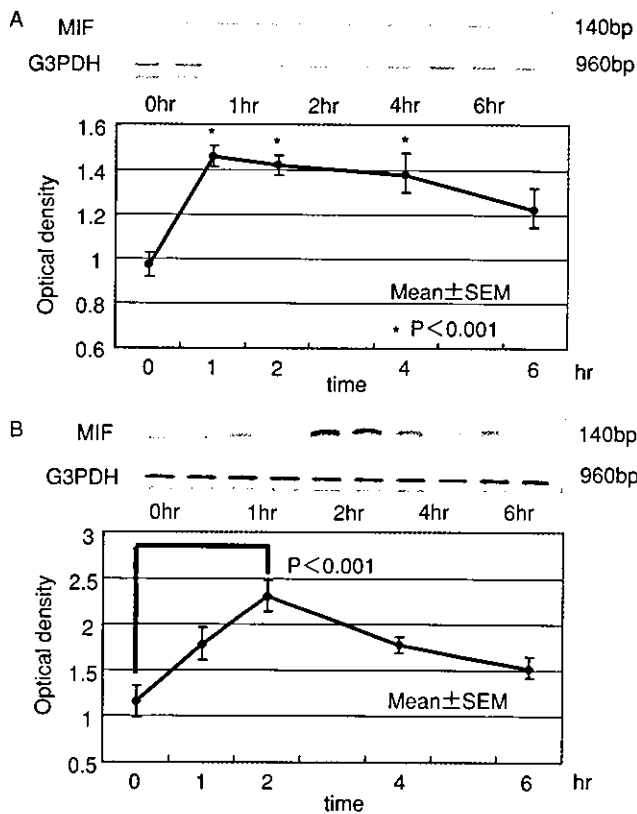 A
MIF 140bp
G3PDH 960bp
0hr 1hr 2hr 4hr 6hr
1.6
1.4
1.2
1
0.8
0.6
Optical density
* * *
Mean±SEM
* P<0.001
0 1 2 4 6 hr
time
B
MIF 140bp
G3PDH 960bp
0hr 1hr 2hr 4hr 6hr
3
2.5
2
1.5
1
0.5
Optical density
P<0.001
Mean±SEM
0 1 2 4 6 hr
time